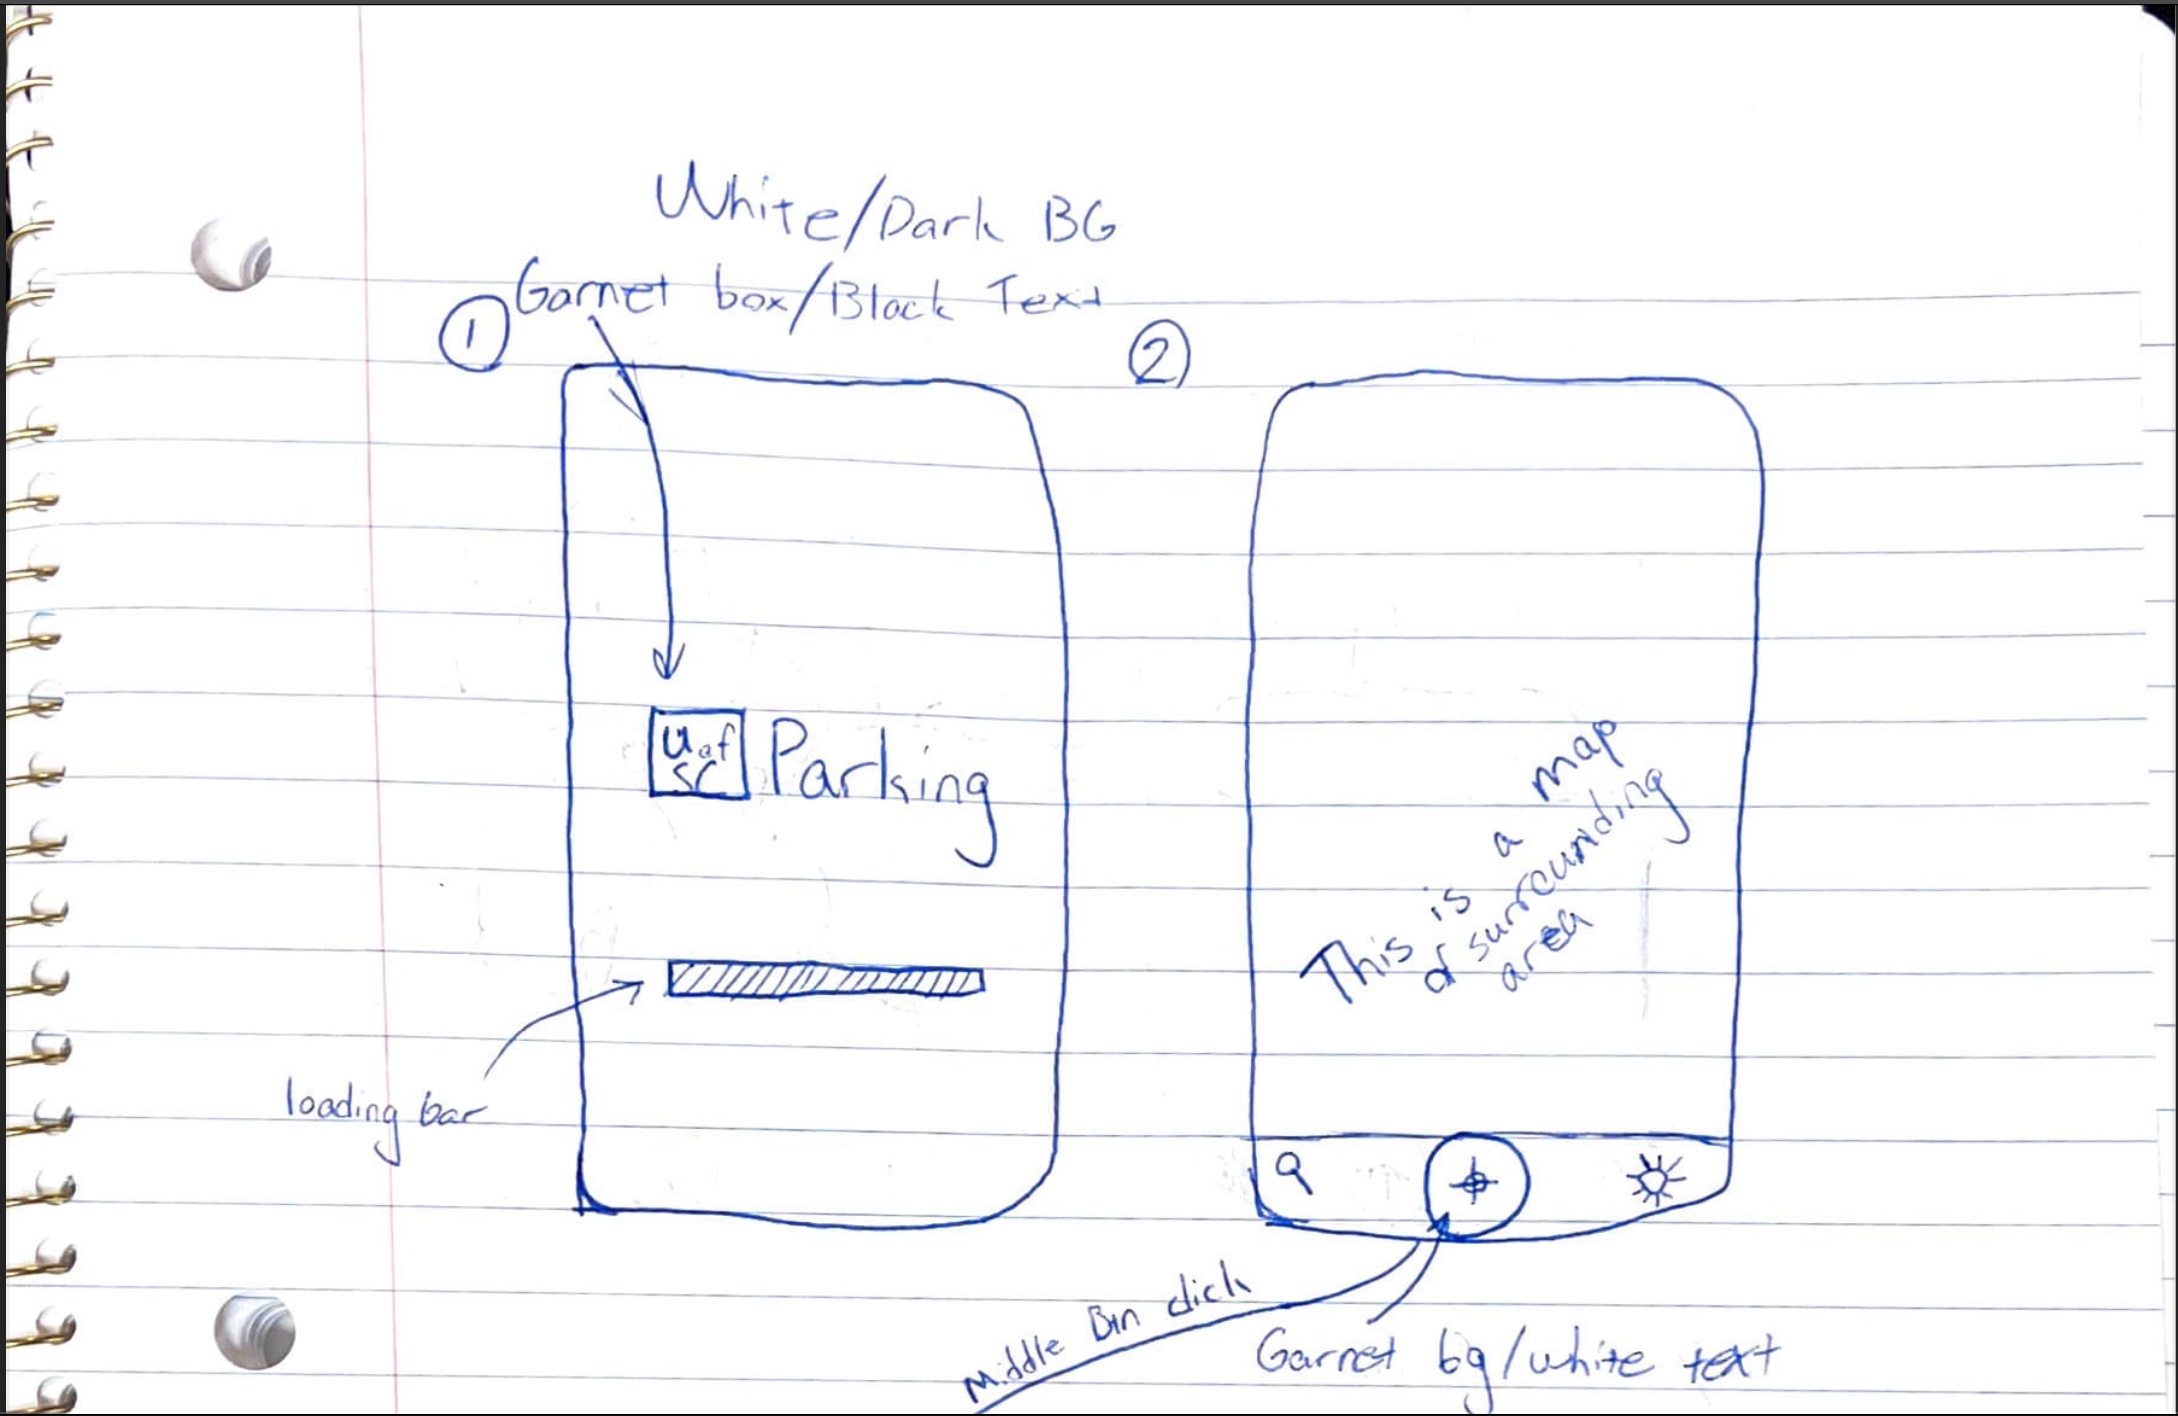 White/Dark BG
Garnet box/Black Text
1
2
U of
SC
Parking
This is a map
of surrounding
area
loading bar
Middle Btn click
Garnet bg/white text